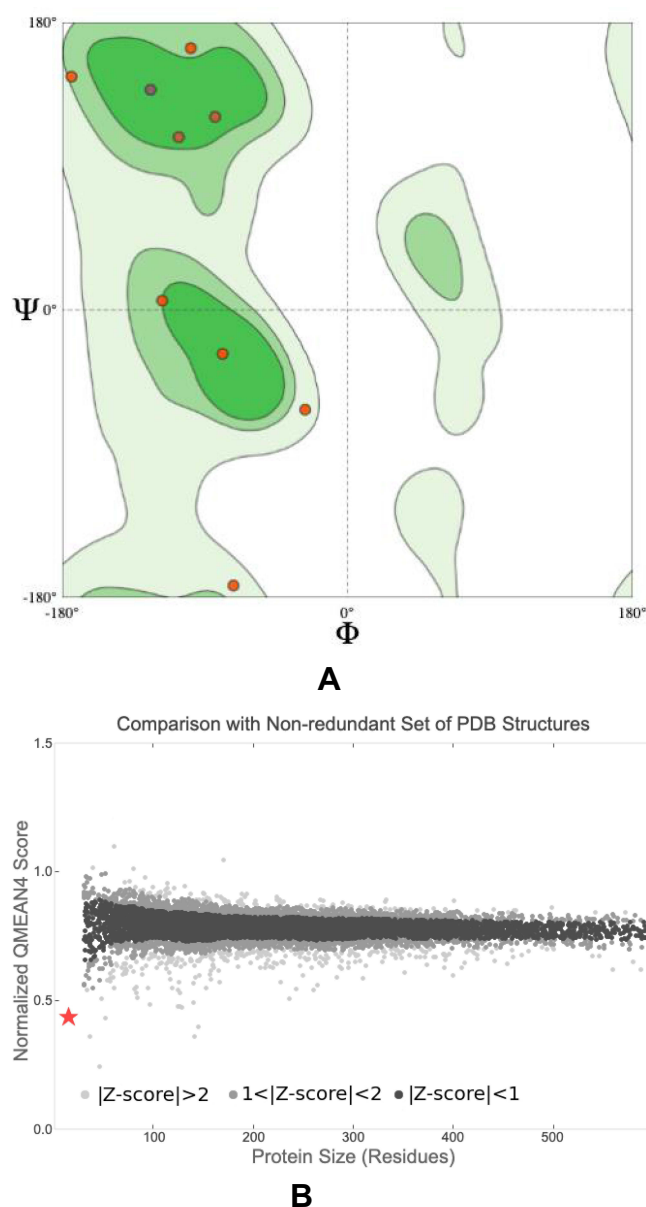 180°
Ψ 0°
-180°
-180° 0° 180°
Φ
A
Comparison with Non-redundant Set of PDB Structures
1.5
1.0
Normalized QMEAN4 Score
0.5
|Z-score|>2 1<|Z-score|<2 |Z-score|<1
0.0
100 200 300 400 500
Protein Size (Residues)
B